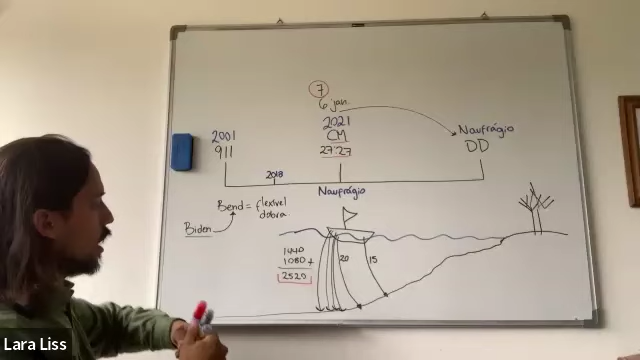 7
6 jan.
2001
911
2021
CM
27:27
Naufrágio
DD
2018
Naufrágio
Bend = flexível
dobra
Biden
1440
1080 +
2520
20
15
Lara Liss